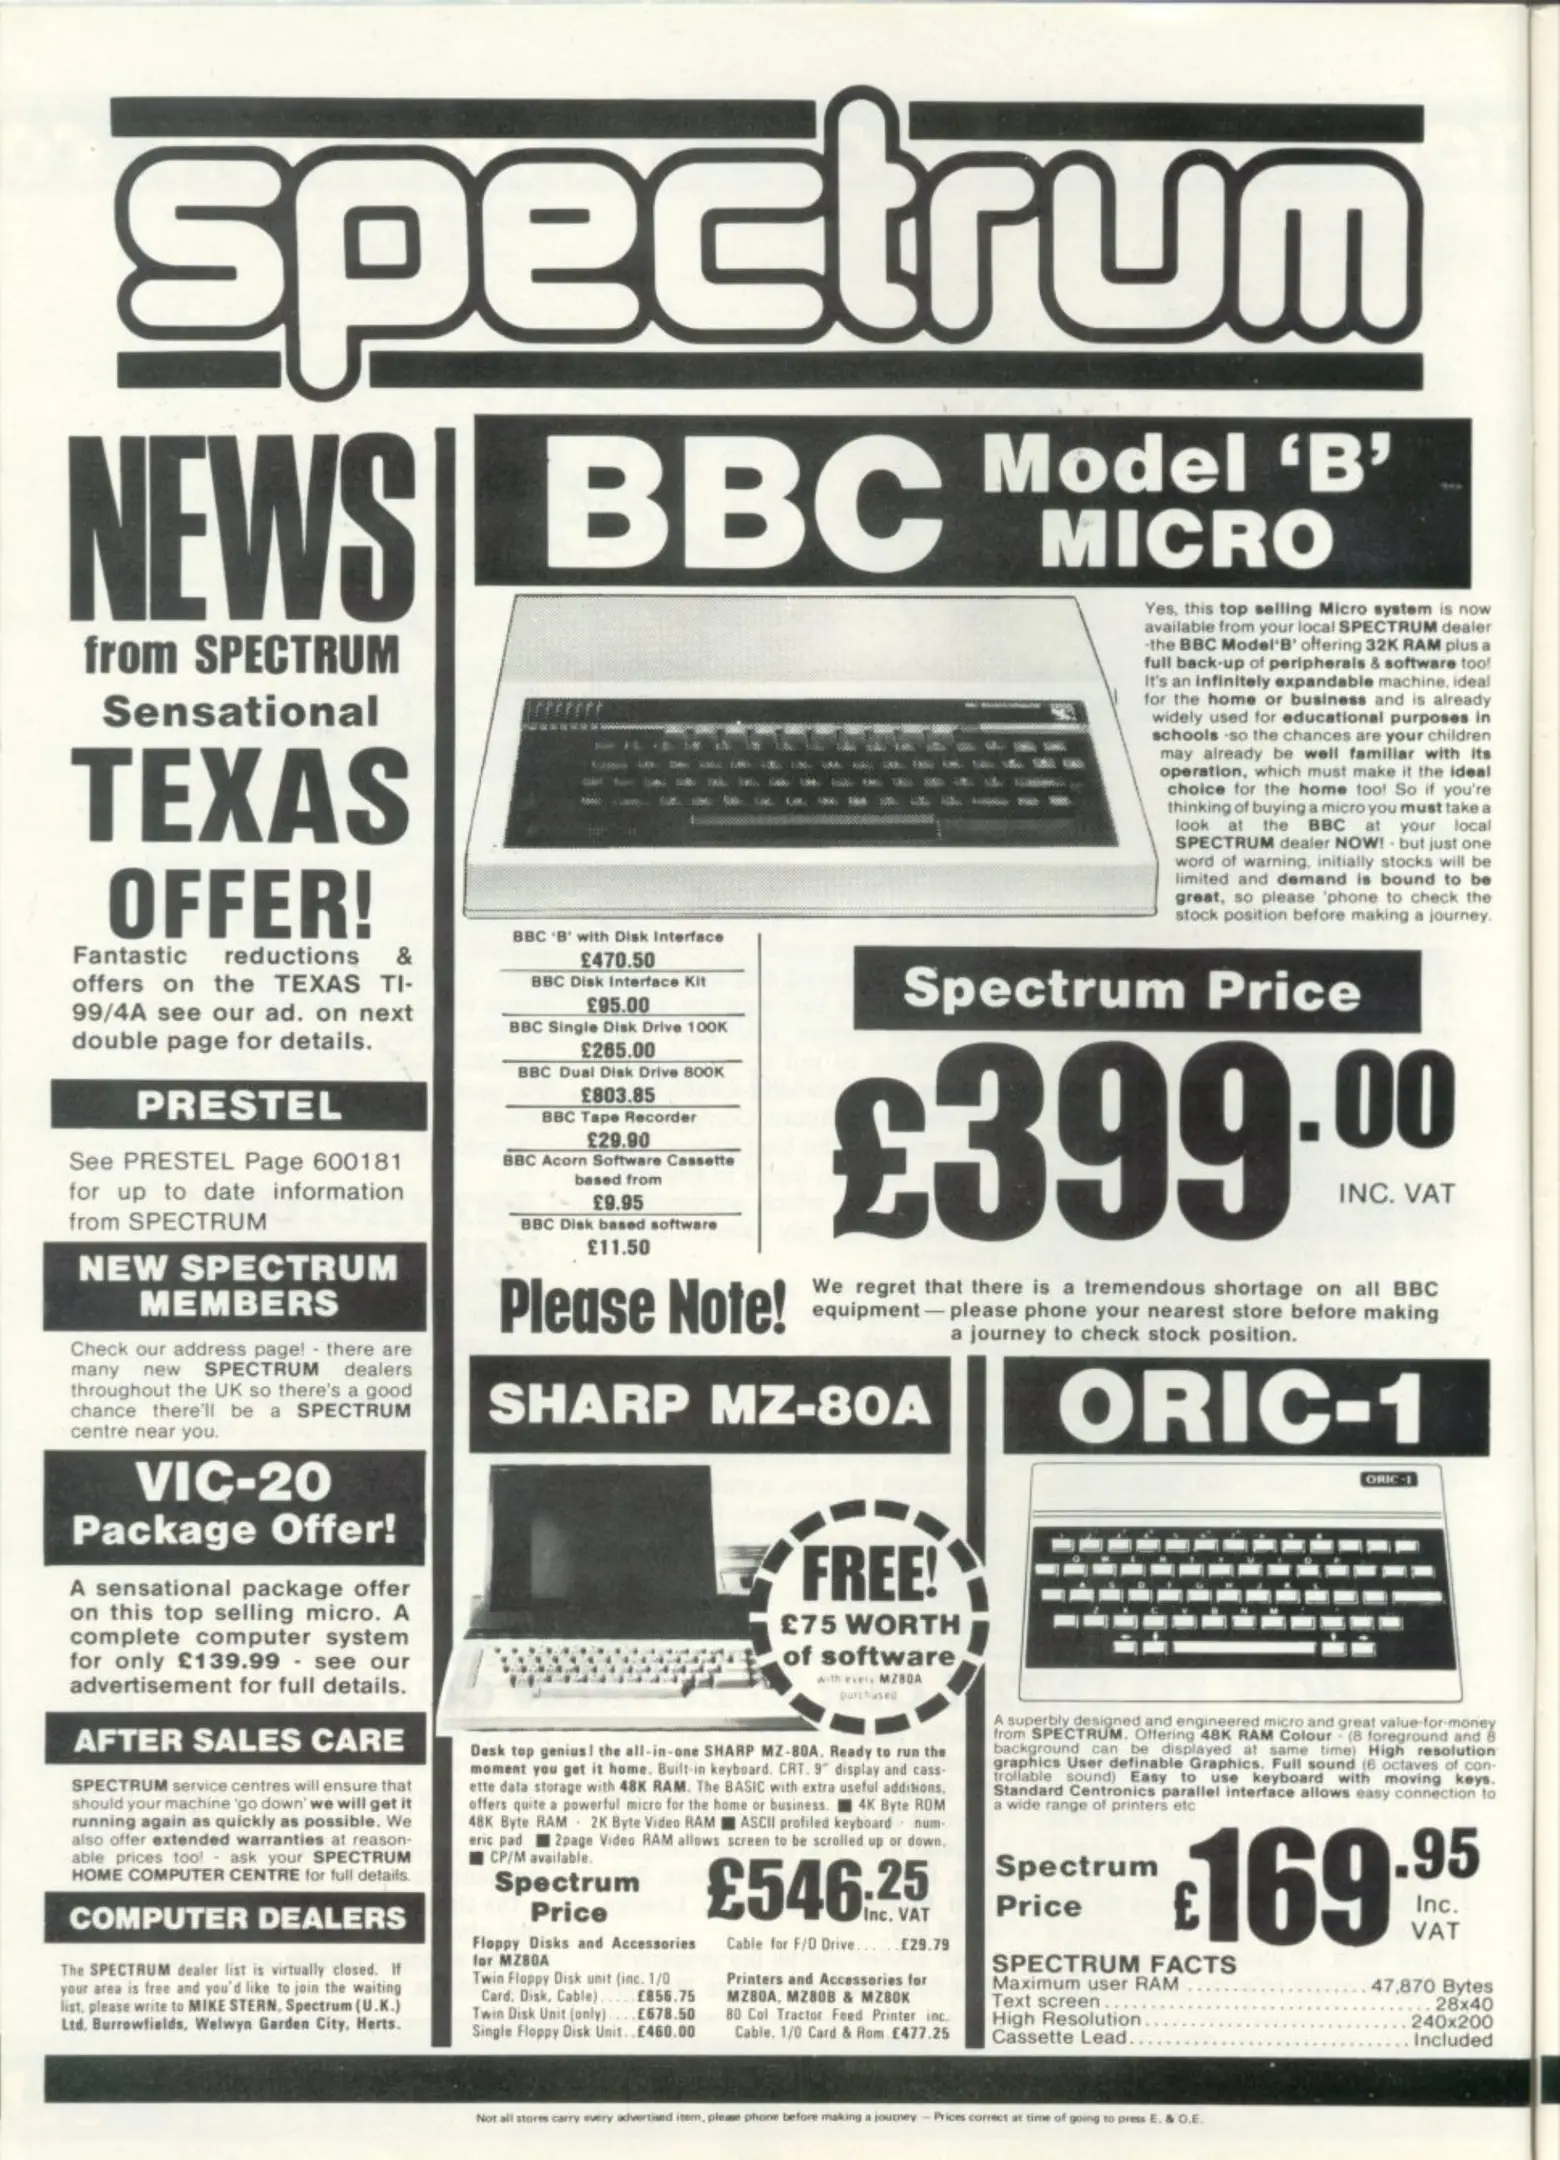 spectrum
NEWS
from SPECTRUM
Sensational
TEXAS
OFFER!
Fantastic reductions &
offers on the TEXAS TI-
99/4A see our ad. on next
double page for details.
PRESTEL
See PRESTEL Page 600181
for up to date information
from SPECTRUM
NEW SPECTRUM
MEMBERS
Check our address page! - there are
many new SPECTRUM dealers
throughout the UK so there's a good
chance there'll be a SPECTRUM
centre near you.
VIC-20
Package Offer!
A sensational package offer
on this top selling micro. A
complete computer system
for only £139.99 - see our
advertisement for full details.
AFTER SALES CARE
SPECTRUM service centres will ensure that
should your machine 'go down' we will get it
running again as quickly as possible. We
also offer extended warranties at reason-
able prices too! - ask your SPECTRUM
HOME COMPUTER CENTRE for full details.
COMPUTER DEALERS
The SPECTRUM dealer list is virtually closed. If
your area is free and you'd like to join the waiting
list, please write to MIKE STERN, Spectrum (U.K.)
Ltd, Burrowfields, Welwyn Garden City, Herts.
BBC Model 'B'
MICRO
Yes, this top selling Micro system is now
available from your local SPECTRUM dealer
-the BBC Model'B' offering 32K RAM plus a
full back-up of peripherals & software too!
It's an infinitely expandable machine, ideal
for the home or business and is already
widely used for educational purposes in
schools -so the chances are your children
may already be well familiar with its
operation, which must make it the ideal
choice for the home too! So if you're
thinking of buying a micro you must take a
look at the BBC at your local
SPECTRUM dealer NOW! - but just one
word of warning, initially stocks will be
limited and demand is bound to be
great, so please 'phone to check the
stock position before making a journey.
BBC 'B' with Disk Interface
£470.50
BBC Disk Interface Kit
£95.00
BBC Single Disk Drive 100K
£265.00
BBC Dual Disk Drive 800K
£803.85
BBC Tape Recorder
£29.90
BBC Acorn Software Cassette
based from
£9.95
BBC Disk based software
£11.50
Spectrum Price
£399.00
INC. VAT
Please Note!
We regret that there is a tremendous shortage on all BBC
equipment — please phone your nearest store before making
a journey to check stock position.
SHARP MZ-80A
FREE!
£75 WORTH
of software
with every MZ80A
purchased
Desk top genius! the all-in-one SHARP MZ-80A. Ready to run the
moment you get it home. Built-in keyboard. CRT. 9" display and cass-
ette data storage with 48K RAM. The BASIC with extra useful additions,
offers quite a powerful micro for the home or business. ■ 4K Byte ROM
48K Byte RAM · 2K Byte Video RAM ■ ASCII profiled keyboard · num-
eric pad ■ 2page Video RAM allows screen to be scrolled up or down.
■ CP/M available.
Spectrum
Price
£546.25
Inc. VAT
Floppy Disks and Accessories
for MZ80A
Twin Floppy Disk unit (inc. 1/0
Card, Disk, Cable).....£856.75
Twin Disk Unit (only)....£678.50
Single Floppy Disk Unit..£460.00
Cable for F/D Drive......£29.79
Printers and Accessories for
MZ80A, MZ80B & MZ80K
80 Col Tractor Feed Printer inc.
Cable, 1/0 Card & Rom £477.25
ORIC-1
ORIC-1
A superbly designed and engineered micro and great value-for-money
from SPECTRUM. Offering 48K RAM Colour - (8 foreground and 8
background can be displayed at same time) High resolution
graphics User definable Graphics. Full sound (6 octaves of con-
trollable sound) Easy to use keyboard with moving keys.
Standard Centronics parallel interface allows easy connection to
a wide range of printers etc
Spectrum
Price
£169.95
Inc.
VAT
SPECTRUM FACTS
Maximum user RAM ....................47,870 Bytes
Text screen....................................28x40
High Resolution............................240x200
Cassette Lead..............................Included
Not all stores carry every advertised item, please phone before making a journey — Prices correct at time of going to press E. & O.E.